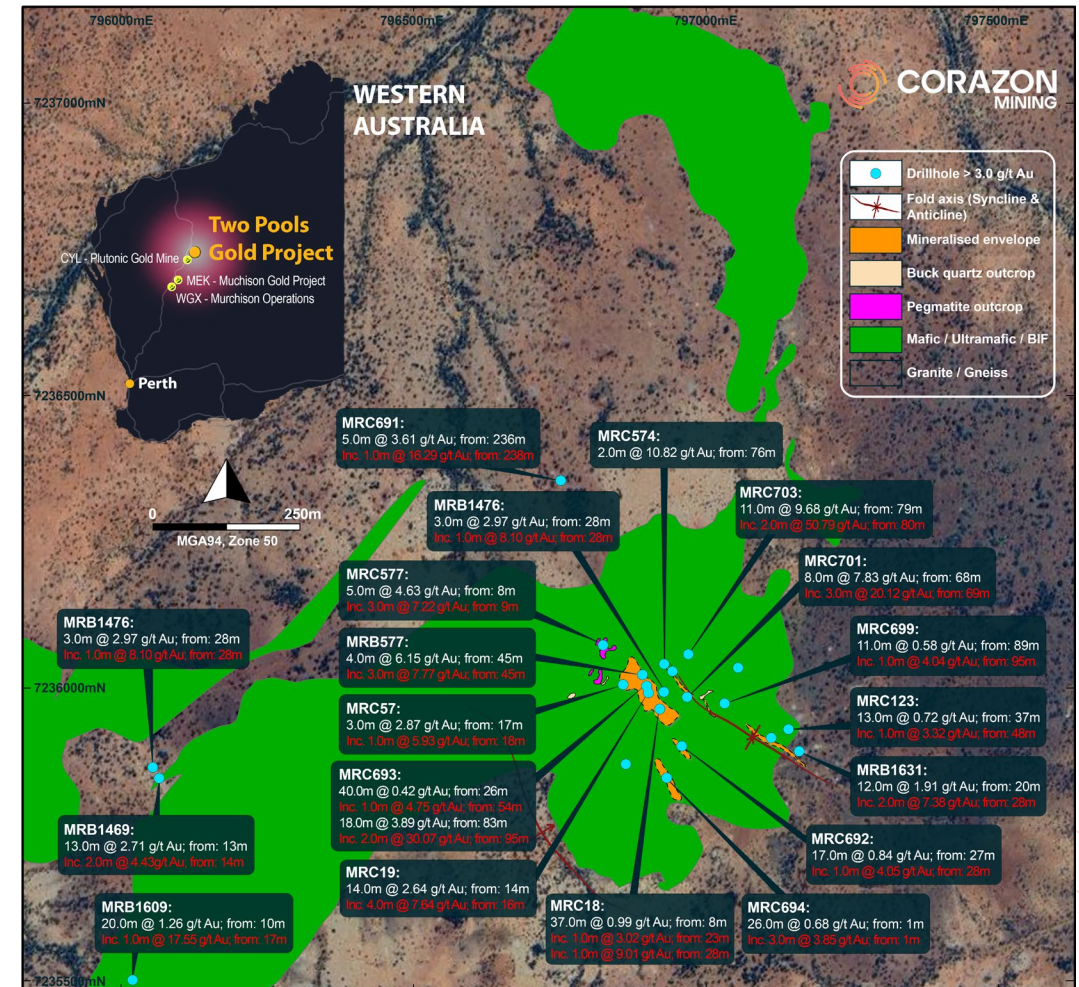 796000mE
796500mE
797000mE
797500mE
7237000mN
7236500mN
7236000mN
7235500mN
WESTERN
AUSTRALIA
Two Pools
Gold Project
CYL - Plutonic Gold Mine
MEK - Muchison Gold Project
WGX - Murchison Operations
Perth
CORAZON
MINING
Drillhole > 3.0 g/t Au
Fold axis (Syncline &
Anticline)
Mineralised envelope
Buck quartz outcrop
Pegmatite outcrop
Mafic / Ultramafic / BIF
Granite / Gneiss
0
250m
MGA94, Zone 50
MRC691:
5.0m @ 3.61 g/t Au; from: 236m
Inc. 1.0m @ 16.29 g/t Au; from: 238m
MRC574:
2.0m @ 10.82 g/t Au; from: 76m
MRB1476:
3.0m @ 2.97 g/t Au; from: 28m
Inc. 1.0m @ 8.10 g/t Au; from: 28m
MRC703:
11.0m @ 9.68 g/t Au; from: 79m
Inc. 2.0m @ 50.79 g/t Au; from: 80m
MRC577:
5.0m @ 4.63 g/t Au; from: 8m
Inc. 3.0m @ 7.22 g/t Au; from: 9m
MRC701:
8.0m @ 7.83 g/t Au; from: 68m
Inc. 3.0m @ 20.12 g/t Au; from: 69m
MRB1476:
3.0m @ 2.97 g/t Au; from: 28m
Inc. 1.0m @ 8.10 g/t Au; from: 28m
MRB577:
4.0m @ 6.15 g/t Au; from: 45m
Inc. 3.0m @ 7.77 g/t Au; from: 45m
MRC699:
11.0m @ 0.58 g/t Au; from: 89m
Inc. 1.0m @ 4.04 g/t Au; from: 95m
MRC57:
3.0m @ 2.87 g/t Au; from: 17m
Inc. 1.0m @ 5.93 g/t Au; from: 18m
MRC123:
13.0m @ 0.72 g/t Au; from: 37m
Inc. 1.0m @ 3.32 g/t Au; from: 48m
MRC693:
40.0m @ 0.42 g/t Au; from: 26m
Inc. 1.0m @ 4.75 g/t Au; from: 54m
18.0m @ 3.89 g/t Au; from: 83m
Inc. 2.0m @ 30.07 g/t Au; from: 95m
MRB1631:
12.0m @ 1.91 g/t Au; from: 20m
Inc. 2.0m @ 7.38 g/t Au; from: 28m
MRB1469:
13.0m @ 2.71 g/t Au; from: 13m
Inc. 2.0m @ 4.43g/t Au; from: 14m
MRC692:
17.0m @ 0.84 g/t Au; from: 27m
Inc. 1.0m @ 4.05 g/t Au; from: 28m
MRC19:
14.0m @ 2.64 g/t Au; from: 14m
Inc. 4.0m @ 7.64 g/t Au; from: 16m
MRB1609:
20.0m @ 1.26 g/t Au; from: 10m
Inc. 1.0m @ 17.55 g/t Au; from: 17m
MRC18:
37.0m @ 0.99 g/t Au; from: 8m
Inc. 1.0m @ 3.02 g/t Au; from: 23m
Inc. 1.0m @ 9.01 g/t Au; from: 28m
MRC694:
26.0m @ 0.68 g/t Au; from: 1m
Inc. 3.0m @ 3.85 g/t Au; from: 1m